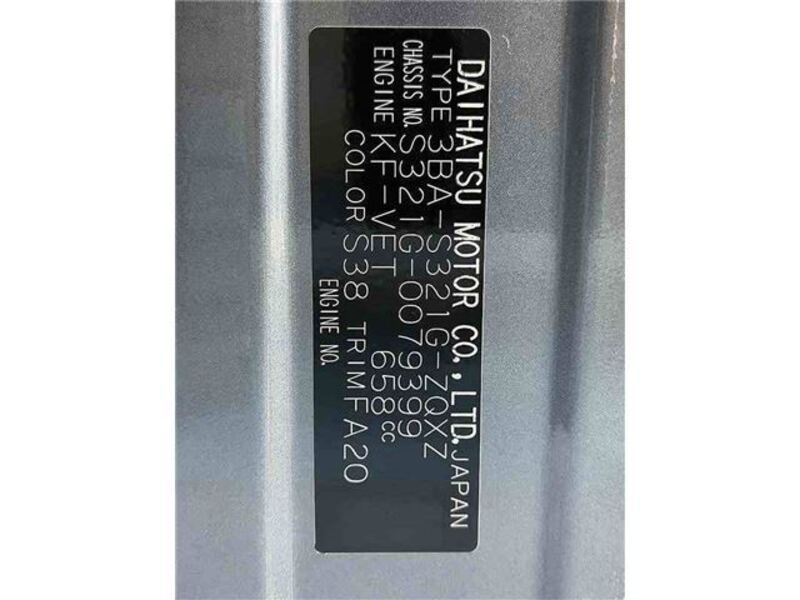 DAIHATSU MOTOR CO., LTD. JAPAN
TYPE 3BA-S321G-ZQXZ
CHASSIS NO. S321G-0079399
ENGINE KF-VET 658cc
COLOR S38 TRIM FA20
ENGINE NO.